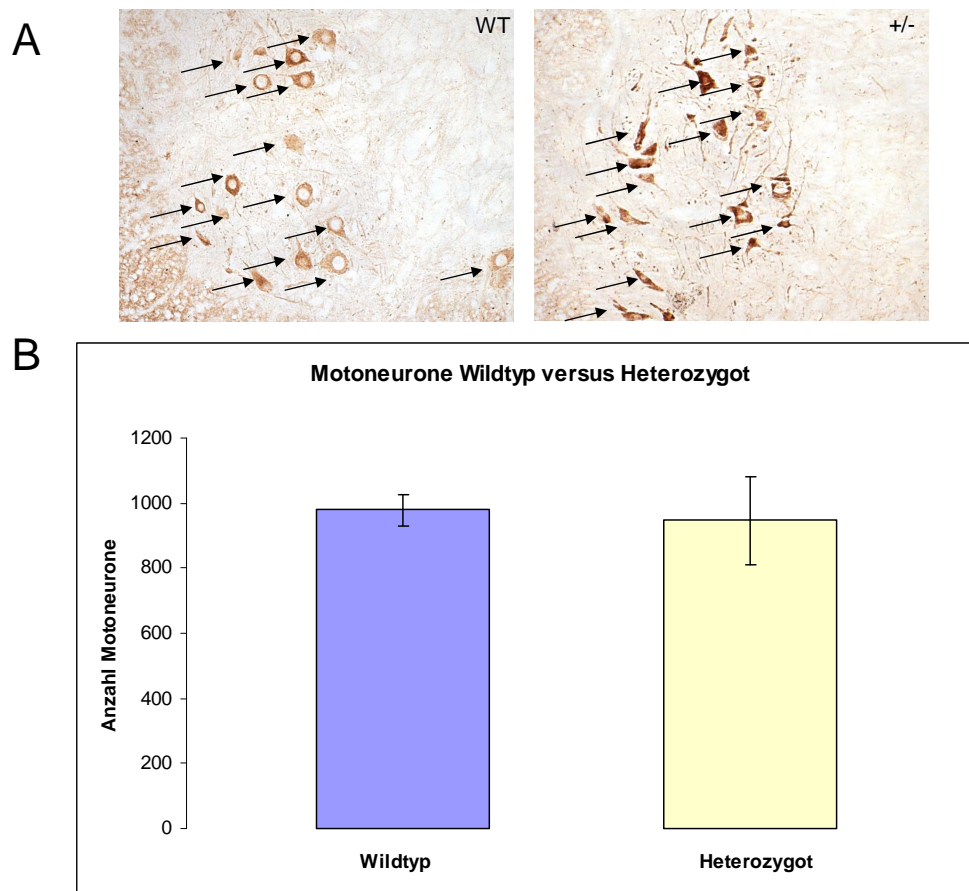 A
WT
+/-
B
Motoneurone Wildtyp versus Heterozygot
Anzahl Motoneurone
1200
1000
800
600
400
200
0
Wildtyp
Heterozygot